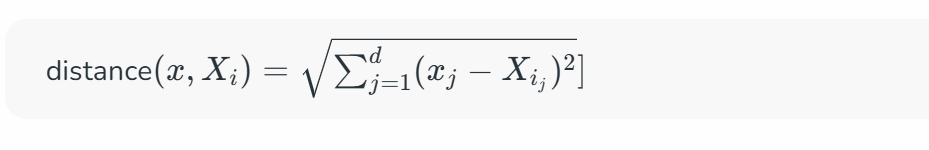 distance(x, X_i) = \sqrt{\sum_{j=1}^{d}(x_j - X_{i_j})^2}]